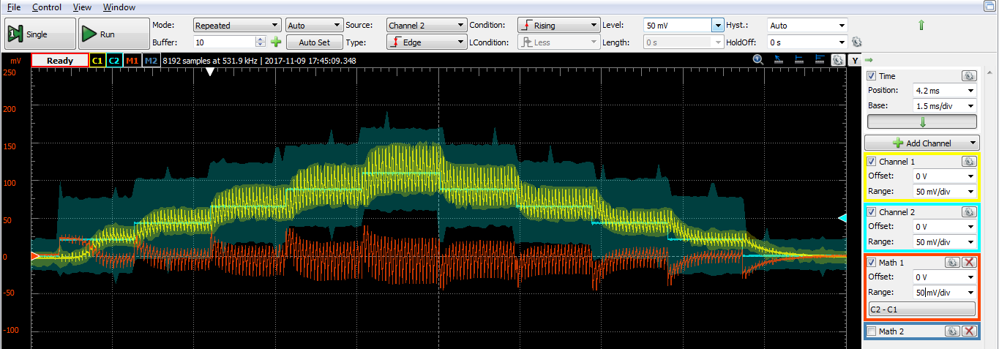 File Control View Window
Single Run Mode: Repeated Auto Source: Channel 2 Condition: Rising Level: 50 mV Hyst.: Auto
Buffer: 10 Auto Set Type: Edge LCondition: Less Length: 0 s HoldOff: 0 s
mV Ready C1 C2 M1 M2 8192 samples at 531.9 kHz | 2017-11-09 17:45:09.348 Y
250
200
150
100
50
0
-50
-100
Time
Position: 4.2 ms
Base: 1.5 ms/div
Add Channel
Channel 1
Offset: 0 V
Range: 50 mV/div
Channel 2
Offset: 0 V
Range: 50 mV/div
Math 1
Offset: 0 V
Range: 50 mV/div
C2 - C1
Math 2